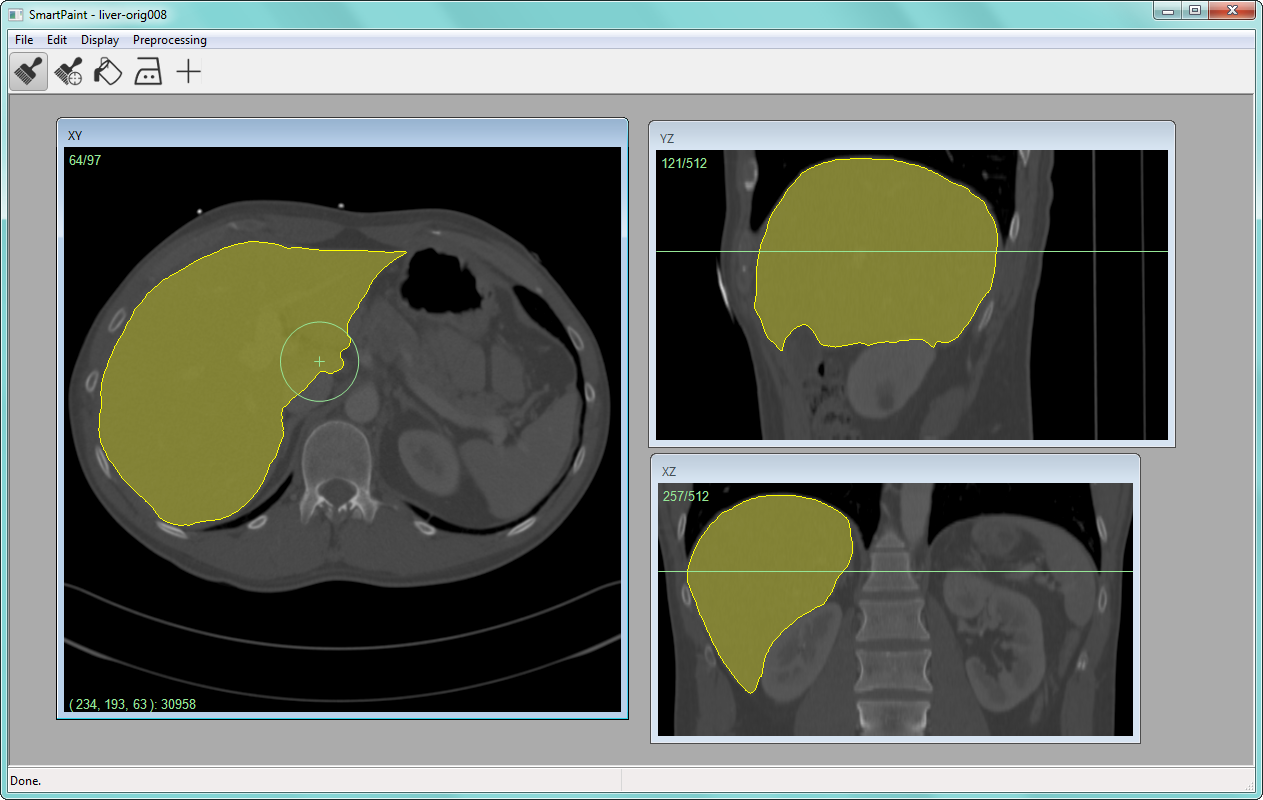 SmartPaint - liver-orig008
File Edit Display Preprocessing
XY
64/97
(234, 193, 63): 30958
YZ
121/512
XZ
257/512
Done.